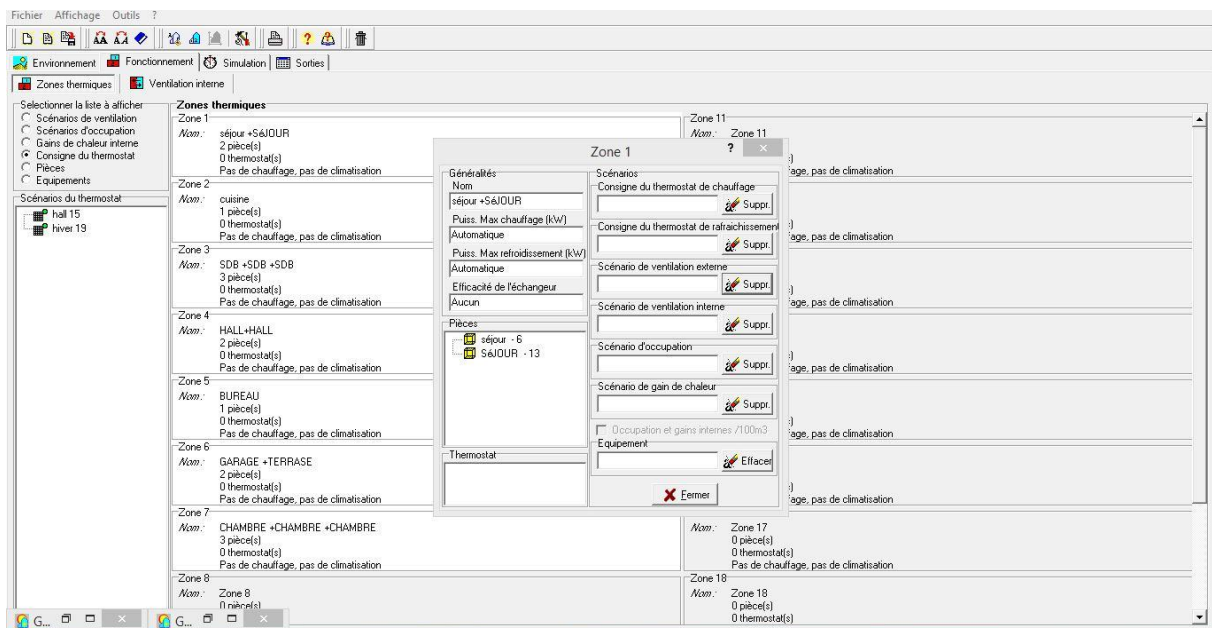 Fichier Affichage Outils ?
Environnement Fonctionnement Simulation Sorties
Zones thermiques Ventilation interne
Selectionner la liste à afficher
Scénarios de ventilation
Scénarios d'occupation
Gains de chaleur interne
Consigne du thermostat
Pièces
Equipements
Scénarios du thermostat
hall 15
hiver 19
Zones thermiques
Zone 1
Nom : séjour +SéJOUR
2 pièce(s)
0 thermostat(s)
Pas de chauffage, pas de climatisation
Zone 2
Nom : cuisine
1 pièce(s)
0 thermostat(s)
Pas de chauffage, pas de climatisation
Zone 3
Nom : SDB +SDB +SDB
3 pièce(s)
0 thermostat(s)
Pas de chauffage, pas de climatisation
Zone 4
Nom : HALL+HALL
2 pièce(s)
0 thermostat(s)
Pas de chauffage, pas de climatisation
Zone 5
Nom : BUREAU
1 pièce(s)
0 thermostat(s)
Pas de chauffage, pas de climatisation
Zone 6
Nom : GARAGE +TERRASE
2 pièce(s)
0 thermostat(s)
Pas de chauffage, pas de climatisation
Zone 7
Nom : CHAMBRE +CHAMBRE +CHAMBRE
3 pièce(s)
0 thermostat(s)
Pas de chauffage, pas de climatisation
Zone 8
Nom : Zone 8
0 pièce(s)
Zone 1 ?
Généralités
Nom
séjour +SéJOUR
Puiss. Max chauffage (kW)
Automatique
Puiss. Max refroidissement (kW)
Automatique
Efficacité de l'échangeur
Aucun
Pièces
séjour - 6
SéJOUR - 13
Thermostat
Scénarios
Consigne du thermostat de chauffage
Suppr.
Consigne du thermostat de rafraichissement
Suppr.
Scénario de ventilation externe
Suppr.
Scénario de ventilation interne
Suppr.
Scénario d'occupation
Suppr.
Scénario de gain de chaleur
Suppr.
Occupation et gains internes /100m3
Equipement
Effacer
Fermer
Zone 11
Nom : Zone 11
age, pas de climatisation
age, pas de climatisation
age, pas de climatisation
age, pas de climatisation
age, pas de climatisation
age, pas de climatisation
Nom : Zone 17
0 pièce(s)
0 thermostat(s)
Pas de chauffage, pas de climatisation
Zone 18
Nom : Zone 18
0 pièce(s)
0 thermostat(s)
G... G...